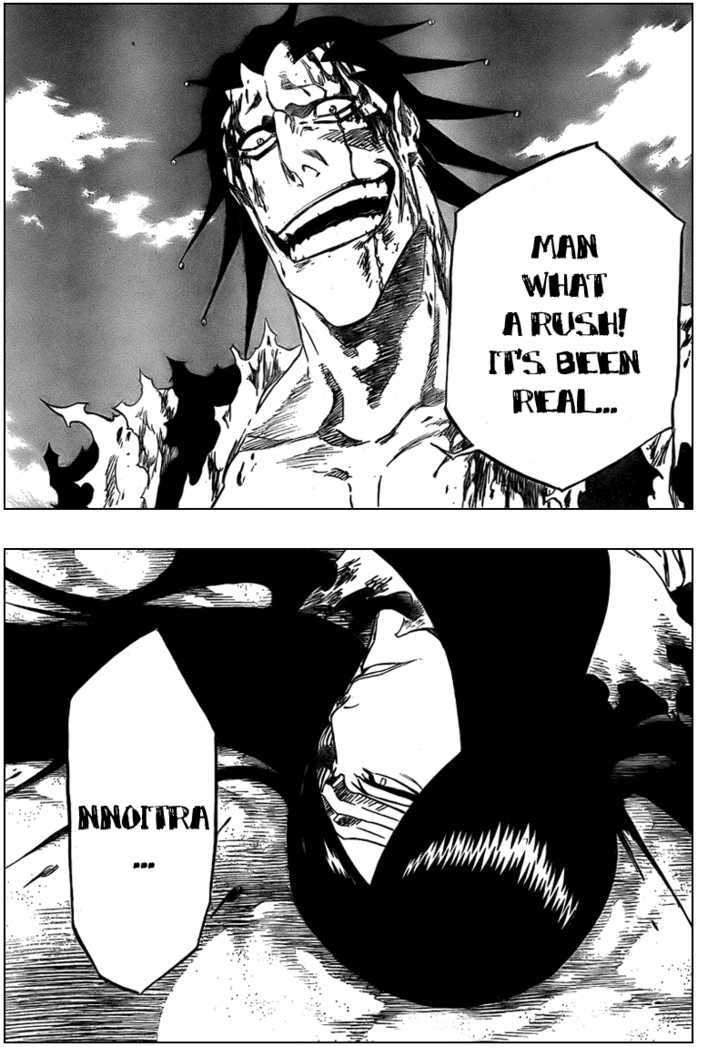 MAN
WHAT
A RUSH!
IT'S BEEN
REAL...
NNOITRA
...